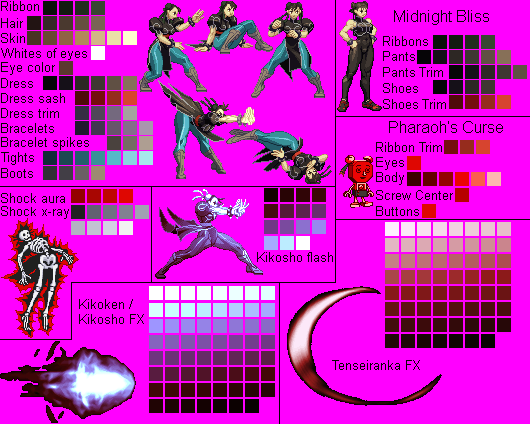 Ribbon
Hair
Skin
Whites of eyes
Eye color
Dress
Dress sash
Dress trim
Bracelets
Bracelet spikes
Tights
Boots
Midnight Bliss
Ribbons
Pants
Pants Trim
Shoes
Shoes Trim
Pharaoh's Curse
Ribbon Trim
Eyes
Body
Screw Center
Buttons
Shock aura
Shock x-ray
Kikosho flash
Kikoken /
Kikosho FX
Tenseiranka FX